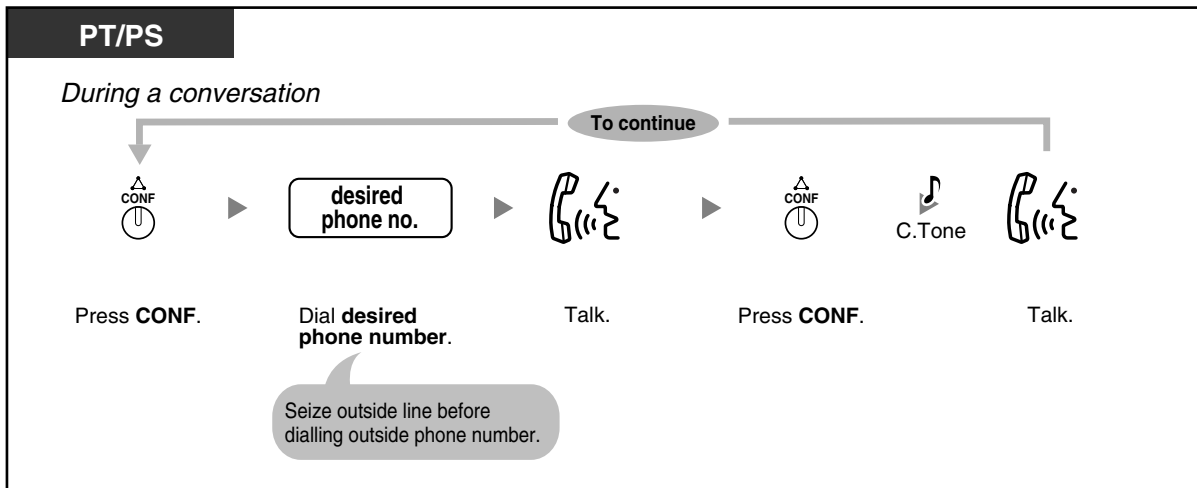 PT/PS
During a conversation
To continue
CONF
desired
phone no.
CONF
C.Tone
Press CONF.
Dial desired
phone number.
Talk.
Press CONF.
Talk.
Seize outside line before
dialling outside phone number.